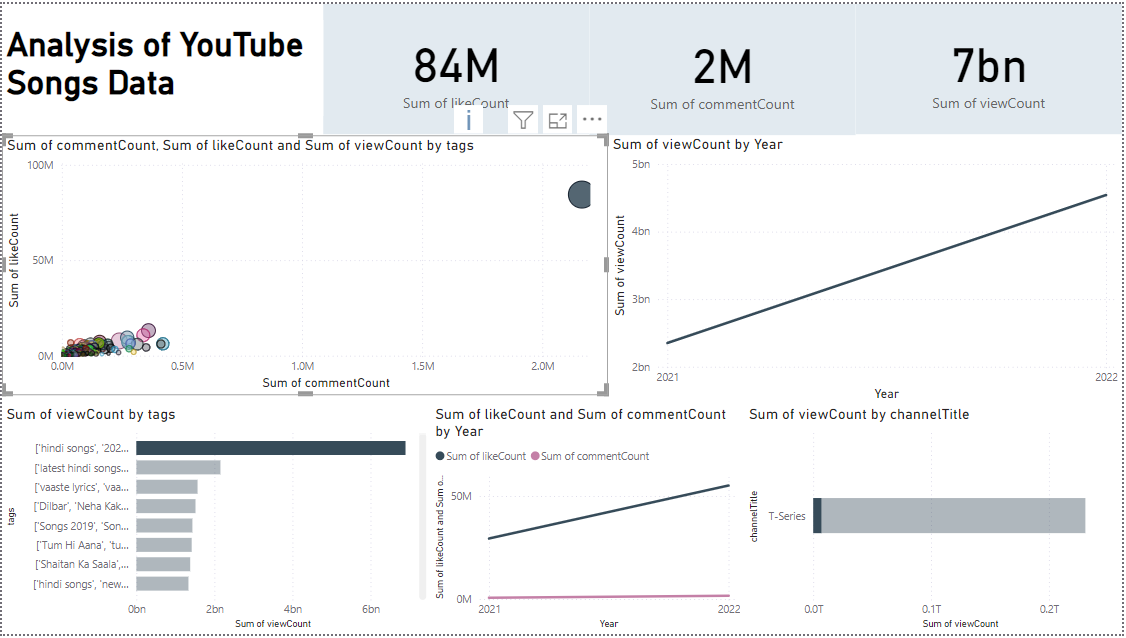 Analysis of YouTube
Songs Data
84M
Sum of likeCount
2M
Sum of commentCount
7bn
Sum of viewCount
Sum of commentCount, Sum of likeCount and Sum of viewCount by tags
Sum of likeCount
100M
50M
0M
0.0M
0.5M
1.0M
1.5M
2.0M
Sum of commentCount
Sum of viewCount by Year
Sum of viewCount
5bn
4bn
3bn
2bn
2021
2022
Year
Sum of viewCount by tags
tags
['hindi songs', '202...
['latest hindi songs...
['vaaste lyrics', 'vaa...
['Dilbar', 'Neha Kak...
['Songs 2019', 'Son...
['Tum Hi Aana', 'tu...
['Shaitan Ka Saala',...
['hindi songs', 'new...
0bn
2bn
4bn
6bn
Sum of viewCount
Sum of likeCount and Sum of commentCount
by Year
Sum of likeCount
Sum of commentCount
Sum of likeCount and Sum o...
50M
0M
2021
2022
Year
Sum of viewCount by channelTitle
channelTitle
T-Series
0.0T
0.1T
0.2T
Sum of viewCount